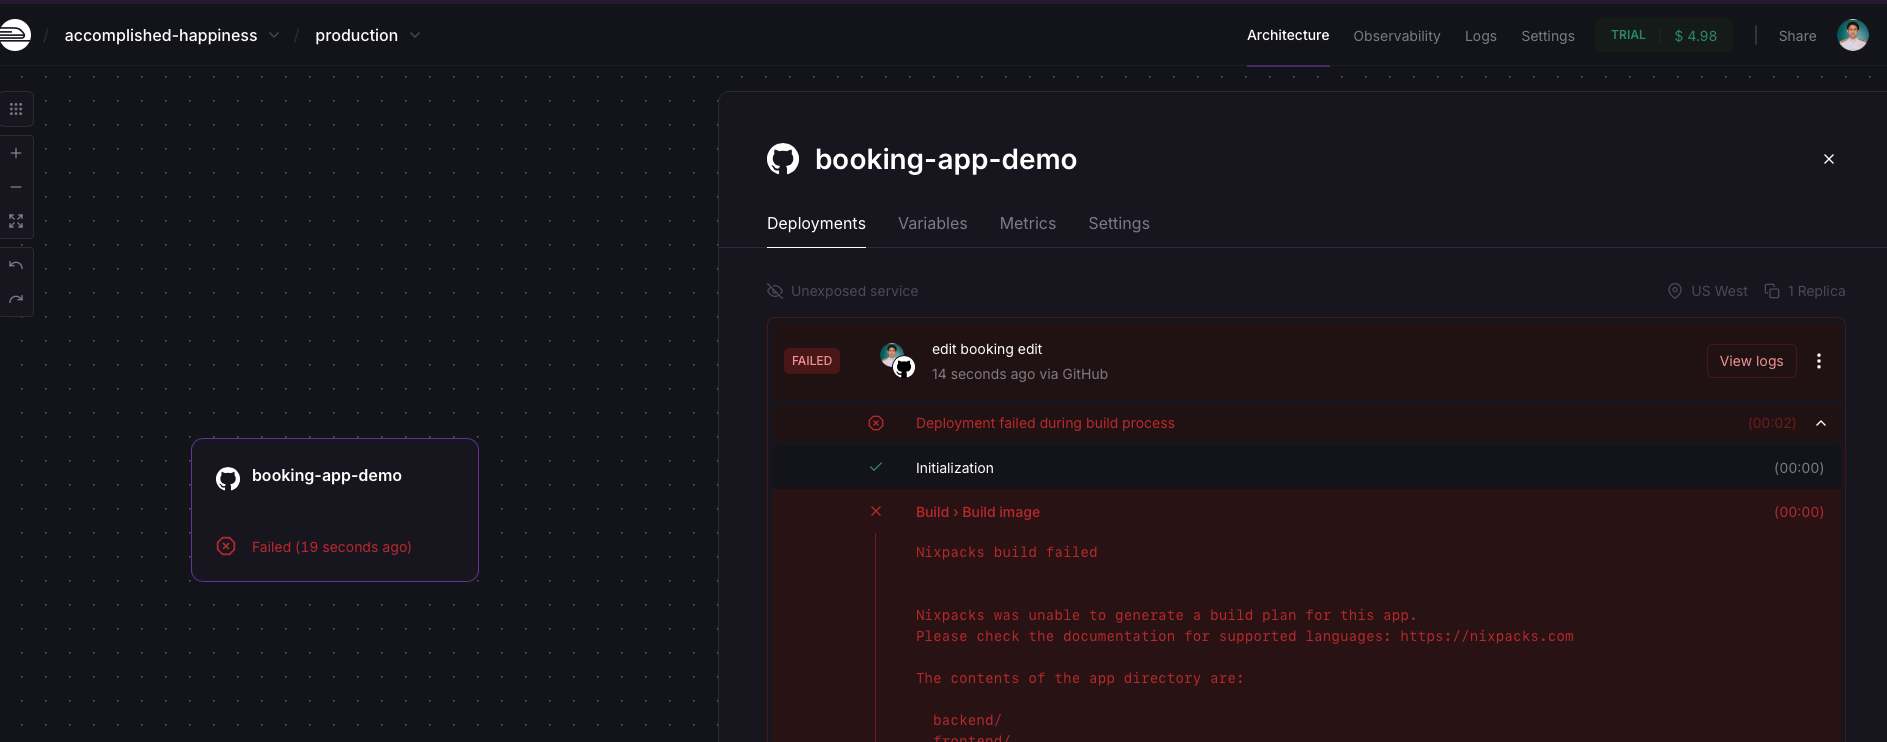 / accomplished-happiness / production
Architecture Observability Logs Settings TRIAL $ 4.98 Share
booking-app-demo
Deployments Variables Metrics Settings
Unexposed service US West 1 Replica
FAILED edit booking edit View logs
14 seconds ago via GitHub
Deployment failed during build process (00:02)
Initialization (00:00)
Build › Build image (00:00)
Nixpacks build failed
Nixpacks was unable to generate a build plan for this app.
Please check the documentation for supported languages: https://nixpacks.com
The contents of the app directory are:
backend/
frontend/
booking-app-demo
Failed (19 seconds ago)